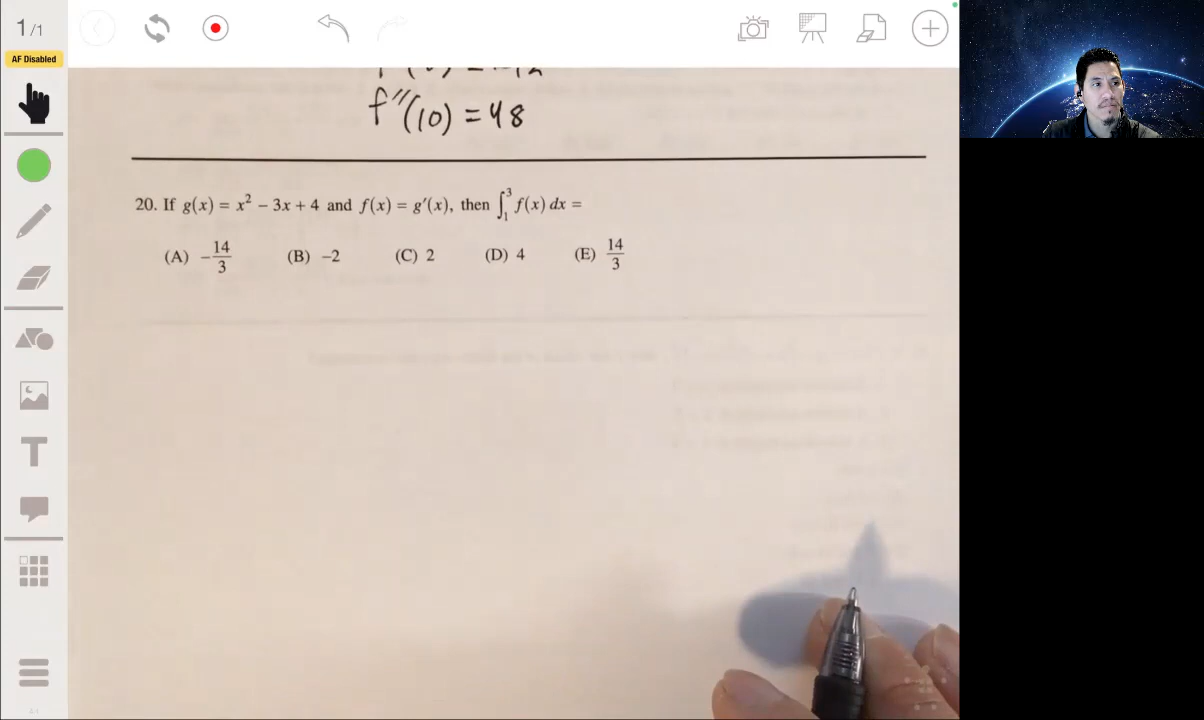 1/1
AF Disabled
f''(10) = 48
20. If g(x) = x² − 3x + 4 and f(x) = g′(x), then ∫₁³ f(x) dx =
(A) −14/3 (B) −2 (C) 2 (D) 4 (E) 14/3
T